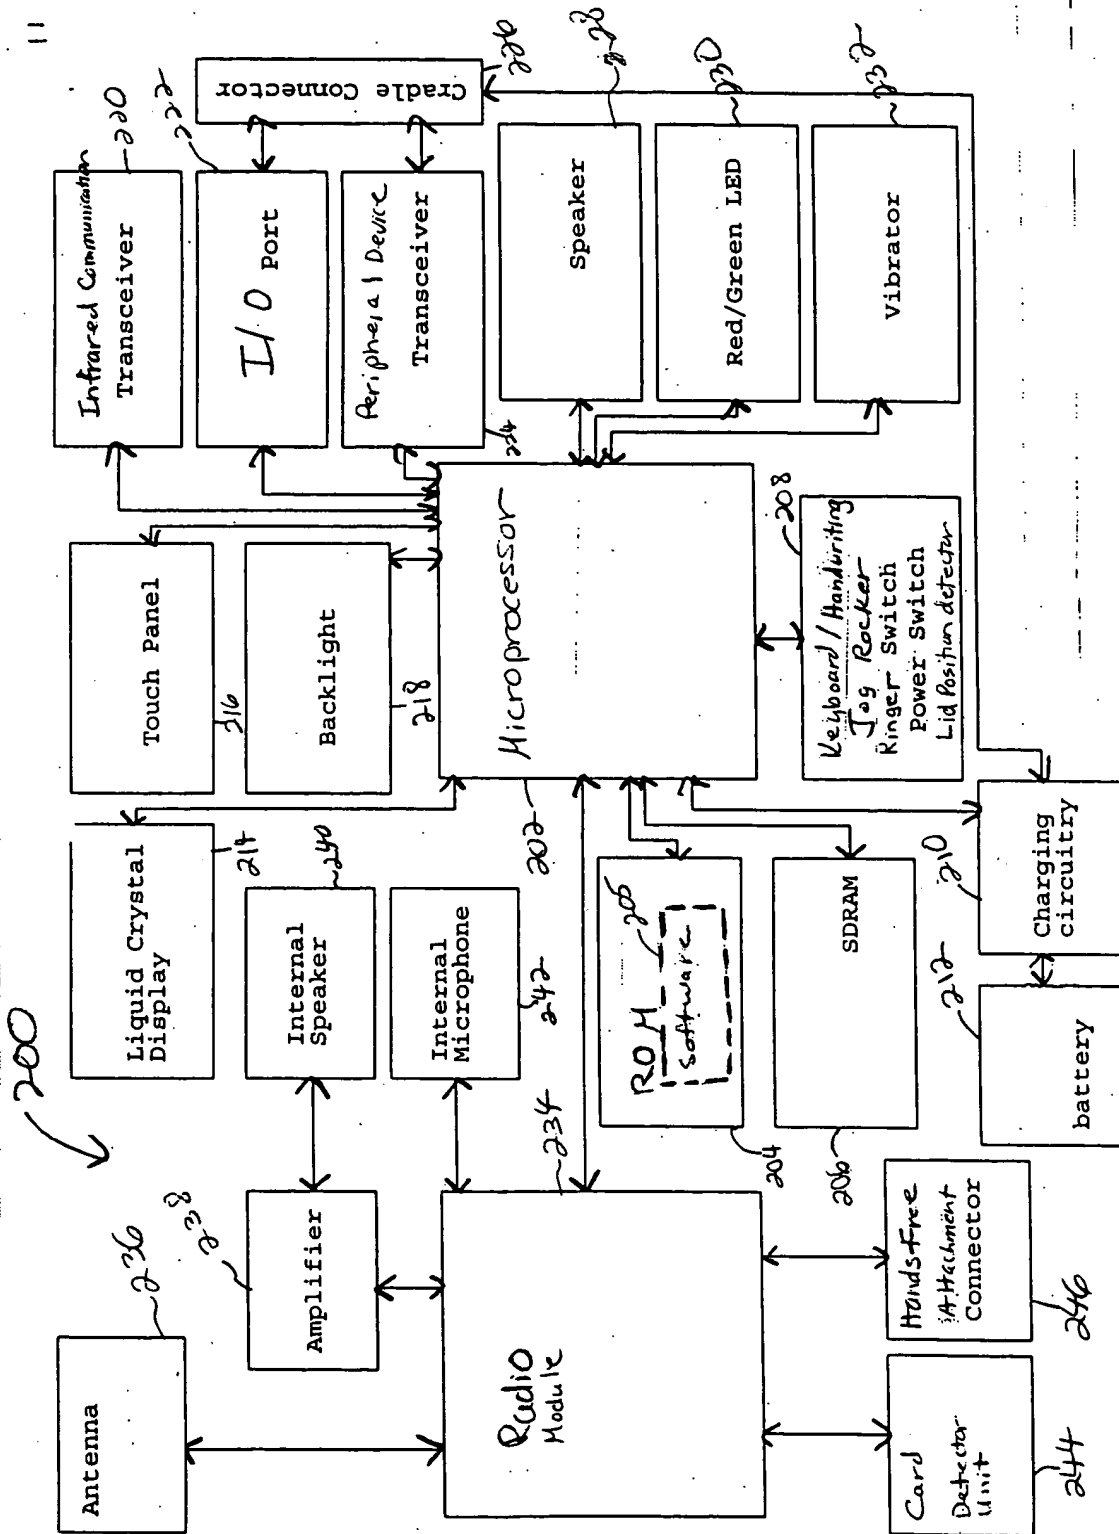 200
11
Antenna
236
Amplifier
238
Liquid Crystal
Display
214
Internal
Speaker
240
Internal
Microphone
242
Touch Panel
216
Backlight
218
Infrared Communication
Transceiver
220
I/O Port
222
Peripheral Device
Transceiver
224
Cradle Connector
226
Radio
Module
234
Microprocessor
202
Speaker
228
Red/Green LED
230
Vibrator
232
ROM
Software
205
204
SDRAM
206
Keyboard/Handwriting
Jog Rocker
Ringer Switch
Power Switch
Lid Position detector
208
Card
Detector
Unit
244
Hands-Free
Attachment
Connector
246
battery
212
Charging
circuitry
210